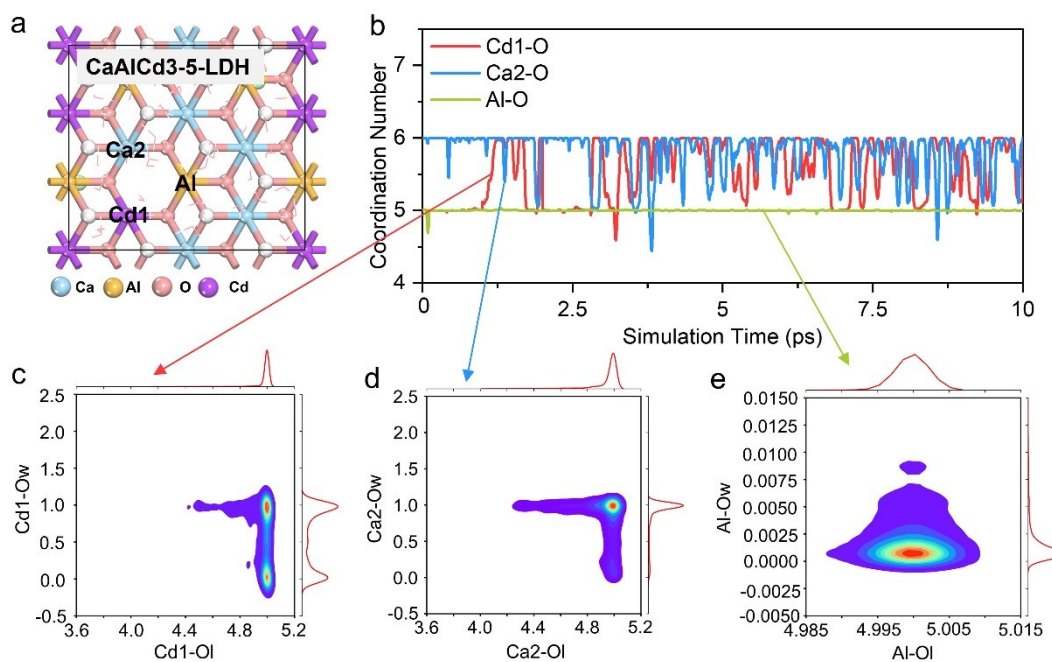 a
CaAlCd3-5-LDH
Ca2
Al
Cd1
Ca Al O Cd
b
Cd1-O
Ca2-O
Al-O
Coordination Number
7
6
5
4
0 2.5 5.0 7.5 10
Simulation Time (ps)
c
Cd1-Ow
2.5
2.0
1.5
1.0
0.5
0.0
-0.5
3.6 4.0 4.4 4.8 5.2
Cd1-Ol
d
Ca2-Ow
2.5
2.0
1.5
1.0
0.5
0.0
-0.5
3.6 4.0 4.4 4.8 5.2
Ca2-Ol
e
Al-Ow
0.0150
0.0125
0.0100
0.0075
0.0050
0.0025
0.0000
-0.0025
-0.0050
4.985 4.995 5.005 5.015
Al-Ol